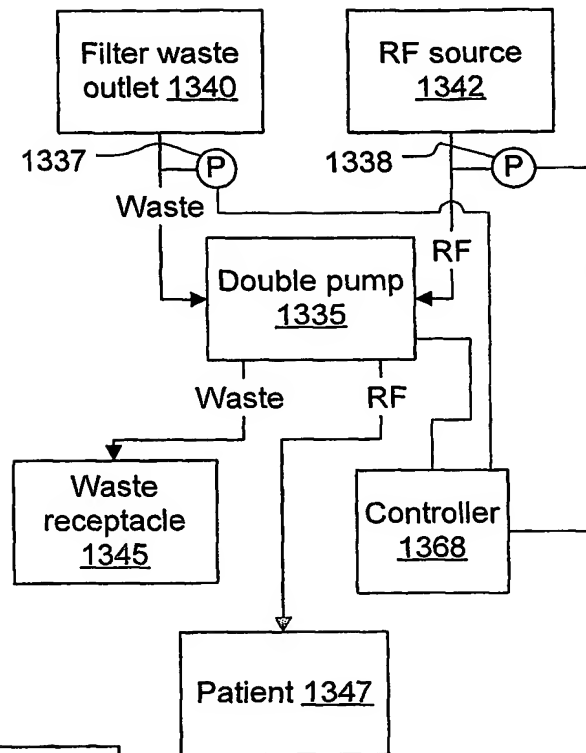 Filter waste
outlet 1340
RF source
1342
1337
P
1338
P
Waste
RF
Double pump
1335
Waste
RF
Waste
receptacle
1345
Controller
1368
Patient 1347